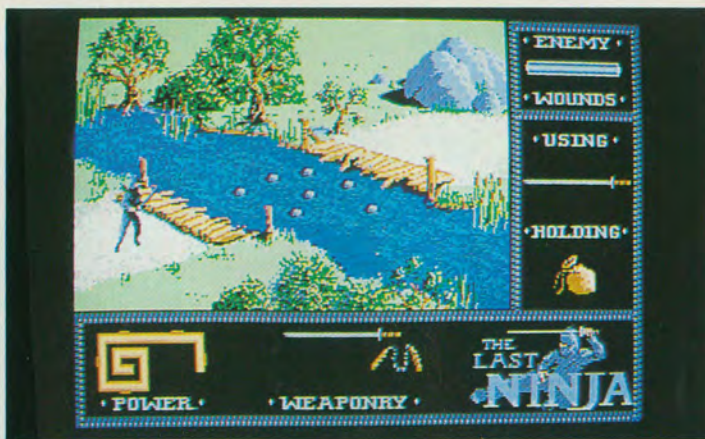 · ENEMY ·
· WOUNDS ·
· USING ·
· HOLDING ·
· POWER ·
· WEAPONRY ·
THE
LAST
NINJA